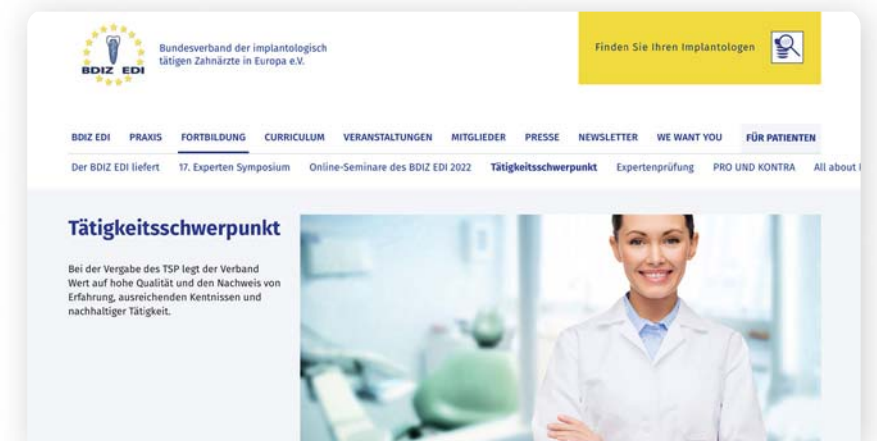 BDIZ EDI
Bundesverband der implantologisch
tätigen Zahnärzte in Europa e.V.
Finden Sie Ihren Implantologen
BDIZ EDI PRAXIS FORTBILDUNG CURRICULUM VERANSTALTUNGEN MITGLIEDER PRESSE NEWSLETTER WE WANT YOU FÜR PATIENTEN
Der BDIZ EDI liefert 17. Experten Symposium Online-Seminare des BDIZ EDI 2022 Tätigkeitsschwerpunkt Expertenprüfung PRO UND KONTRA All about
Tätigkeitsschwerpunkt
Bei der Vergabe des TSP legt der Verband
Wert auf hohe Qualität und den Nachweis von
Erfahrung, ausreichenden Kentnissen und
nachhaltiger Tätigkeit.